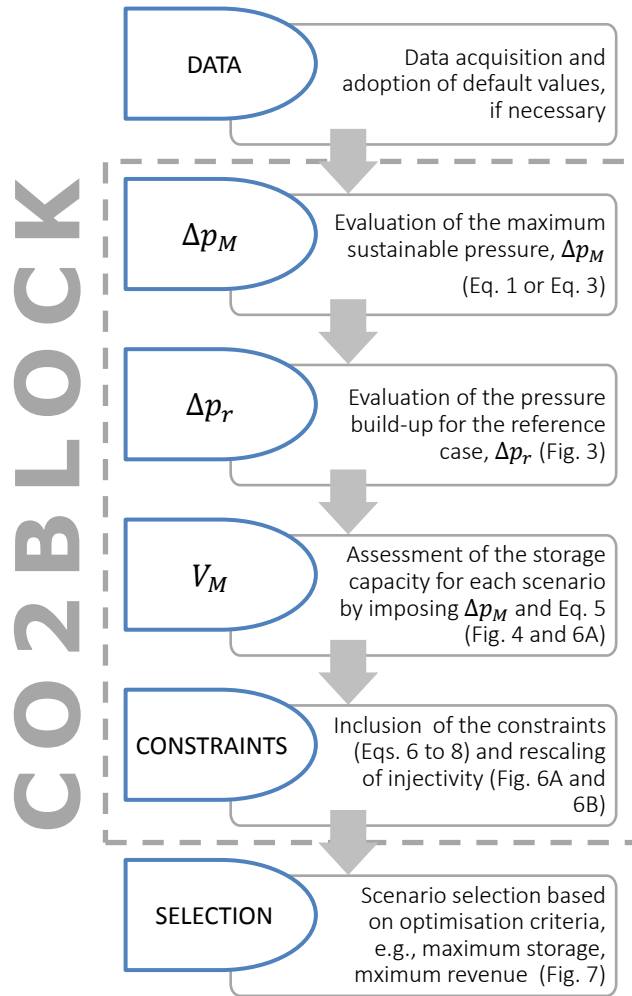 CO2BLOCK
DATA
Data acquisition and
adoption of default values,
if necessary
Δp_M
Evaluation of the maximum
sustainable pressure, Δp_M
(Eq. 1 or Eq. 3)
Δp_r
Evaluation of the pressure
build-up for the reference
case, Δp_r (Fig. 3)
V_M
Assessment of the storage
capacity for each scenario
by imposing Δp_M and Eq. 5
(Fig. 4 and 6A)
CONSTRAINTS
Inclusion of the constraints
(Eqs. 6 to 8) and rescaling
of injectivity (Fig. 6A and
6B)
SELECTION
Scenario selection based
on optimisation criteria,
e.g., maximum storage,
mximum revenue (Fig. 7)